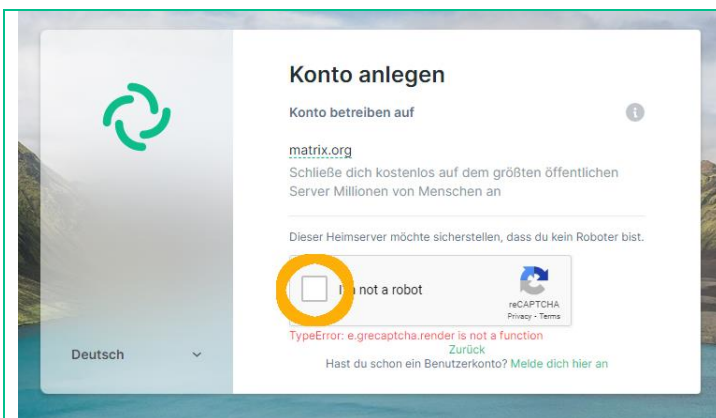 Konto anlegen
Konto betreiben auf
matrix.org
Schließe dich kostenlos auf dem größten öffentlichen
Server Millionen von Menschen an
Dieser Heimserver möchte sicherstellen, dass du kein Roboter bist.
I'm not a robot
reCAPTCHA
Privacy - Terms
TypeError: e.grecaptcha.render is not a function
Zurück
Hast du schon ein Benutzerkonto? Melde dich hier an
Deutsch